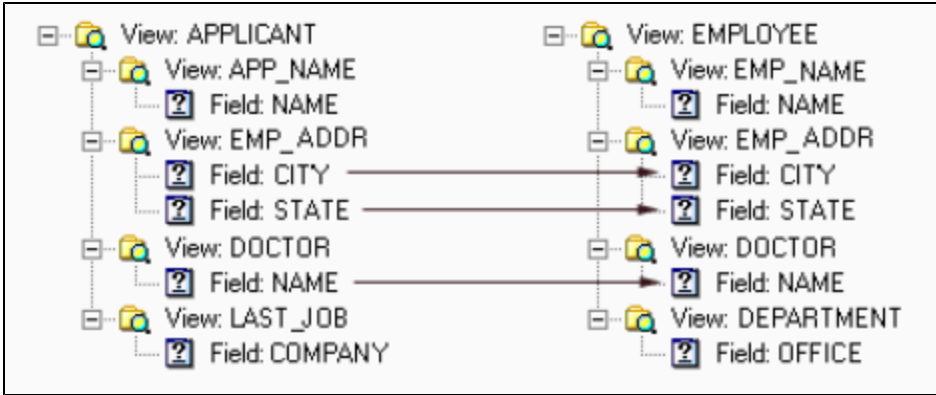 View: APPLICANT
View: APP_NAME
Field: NAME
View: EMP_ADDR
Field: CITY
Field: STATE
View: DOCTOR
Field: NAME
View: LAST_JOB
Field: COMPANY
View: EMPLOYEE
View: EMP_NAME
Field: NAME
View: EMP_ADDR
Field: CITY
Field: STATE
View: DOCTOR
Field: NAME
View: DEPARTMENT
Field: OFFICE